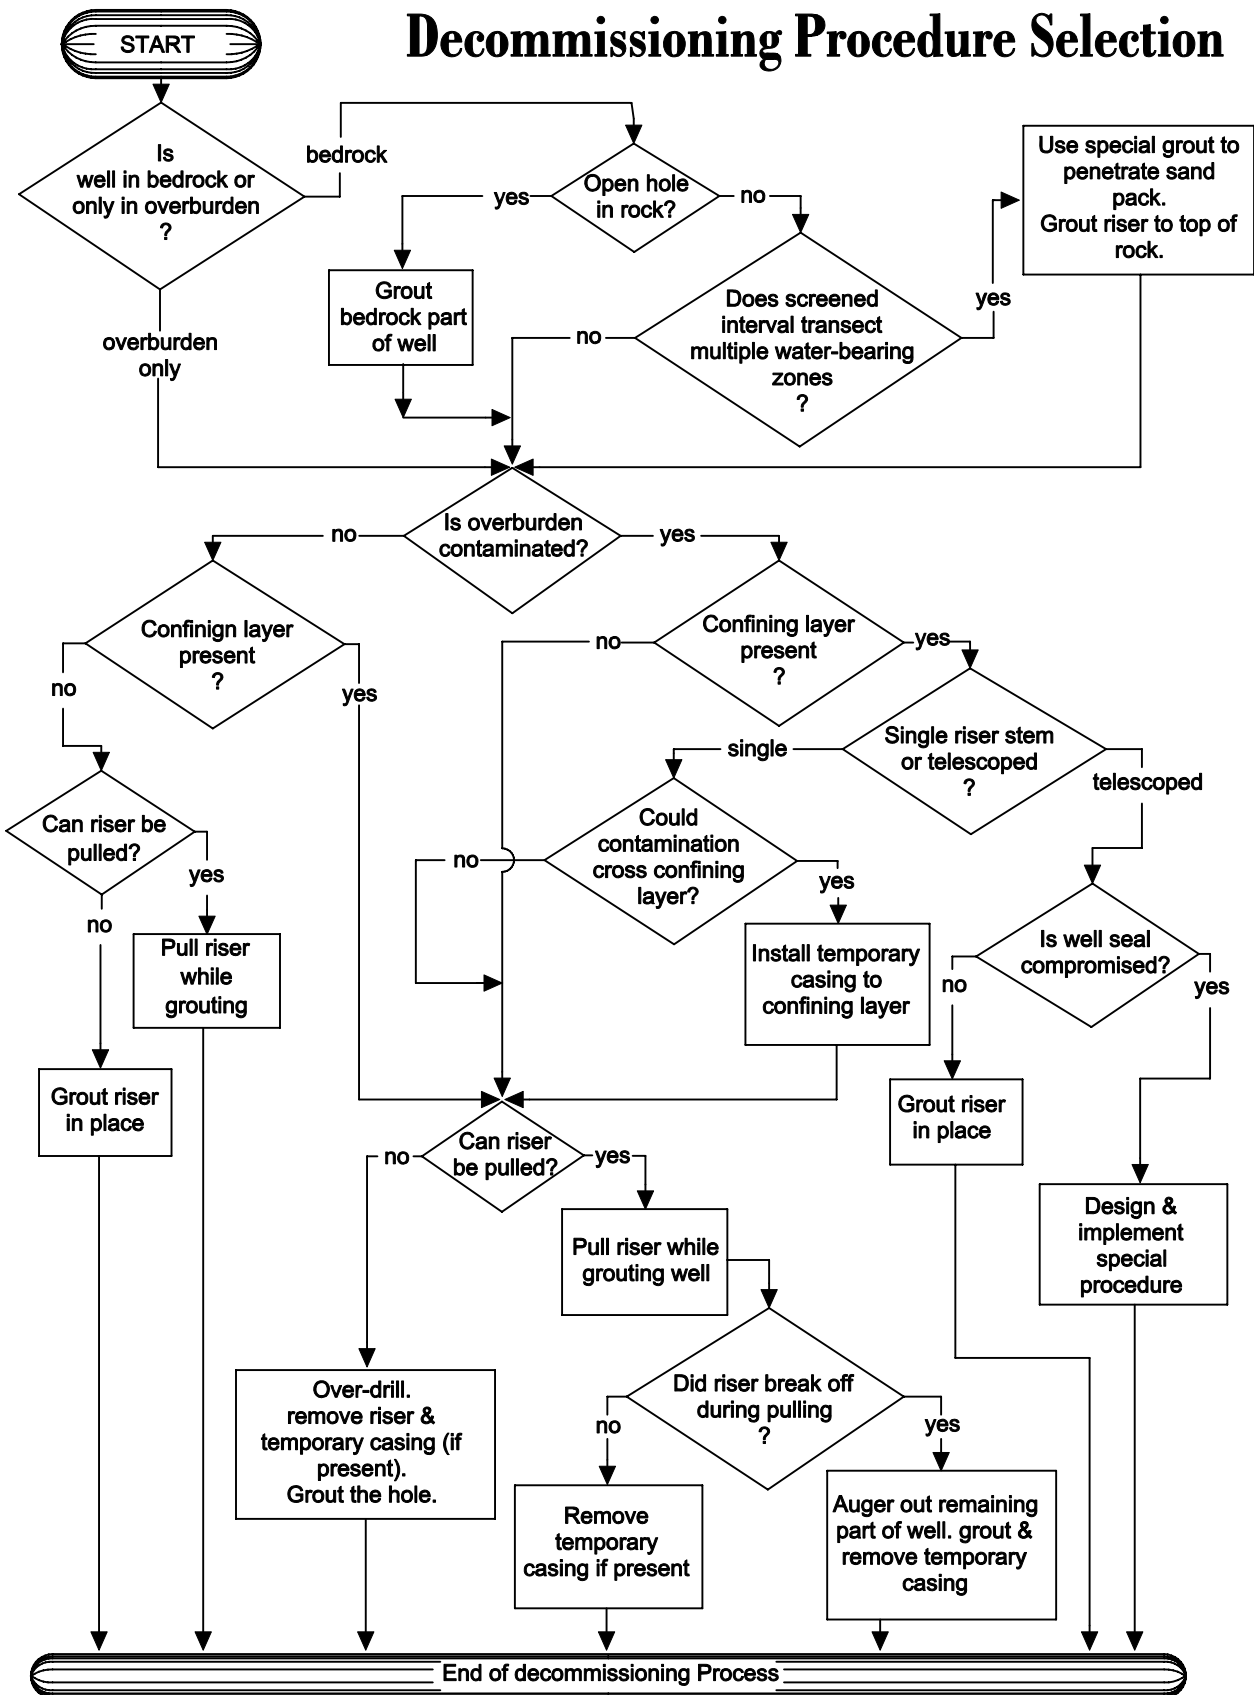 Decommissioning Procedure Selection
START
Is
well in bedrock or
only in overburden
?
bedrock
overburden
only
Open hole
in rock?
yes
no
Grout
bedrock part
of well
Does screened
interval transect
multiple water-bearing
zones
?
no
yes
Use special grout to
penetrate sand
pack.
Grout riser to top of
rock.
Is overburden
contaminated?
no
yes
Confinign layer
present
?
no
yes
Confining layer
present
?
no
yes
Can riser be
pulled?
no
yes
Pull riser
while
grouting
Grout riser
in place
Single riser stem
or telescoped
?
single
telescoped
Could
contamination
cross confining
layer?
no
yes
Install temporary
casing to
confining layer
Is well seal
compromised?
no
yes
Grout riser
in place
Design &
implement
special
procedure
Can riser
be pulled?
no
yes
Pull riser while
grouting well
Did riser break off
during pulling
?
no
yes
Over-drill.
remove riser &
temporary casing (if
present).
Grout the hole.
Remove
temporary
casing if present
Auger out remaining
part of well. grout &
remove temporary
casing
End of decommissioning Process